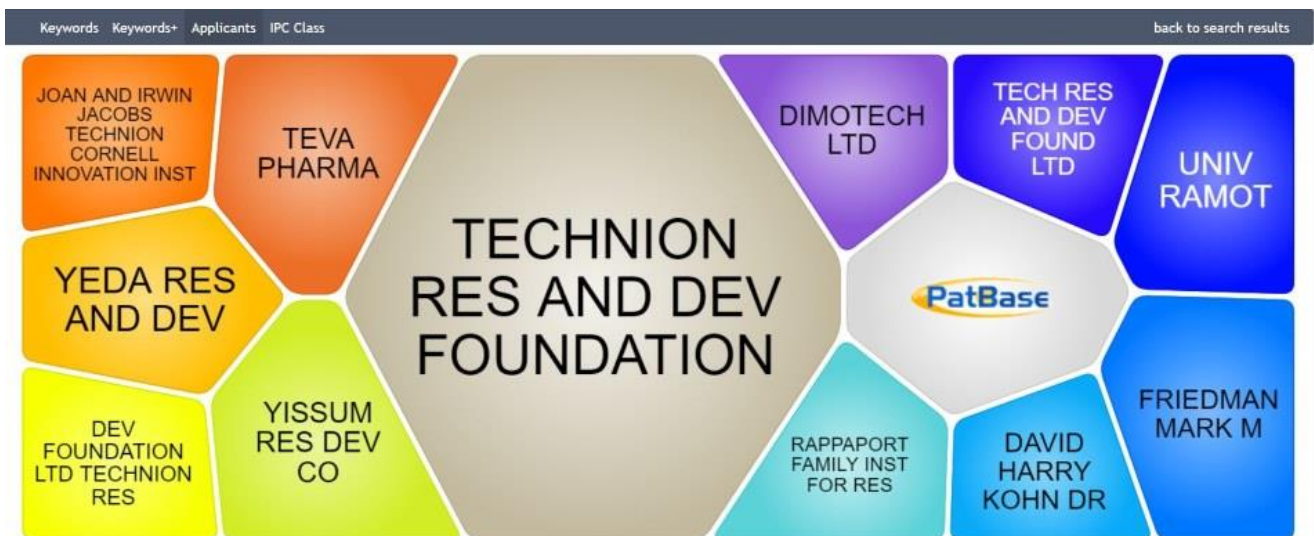 Keywords Keywords+ Applicants IPC Class back to search results
JOAN AND IRWIN
JACOBS
TECHNION
CORNELL
INNOVATION INST
TEVA
PHARMA
TECHNION
RES AND DEV
FOUNDATION
DIMOTECH
LTD
TECH RES
AND DEV
FOUND
LTD
UNIV
RAMOT
YEDA RES
AND DEV
PatBase
DEV
FOUNDATION
LTD TECHNION
RES
YISSUM
RES DEV
CO
RAPPAPORT
FAMILY INST
FOR RES
DAVID
HARRY
KOHN DR
FRIEDMAN
MARK M